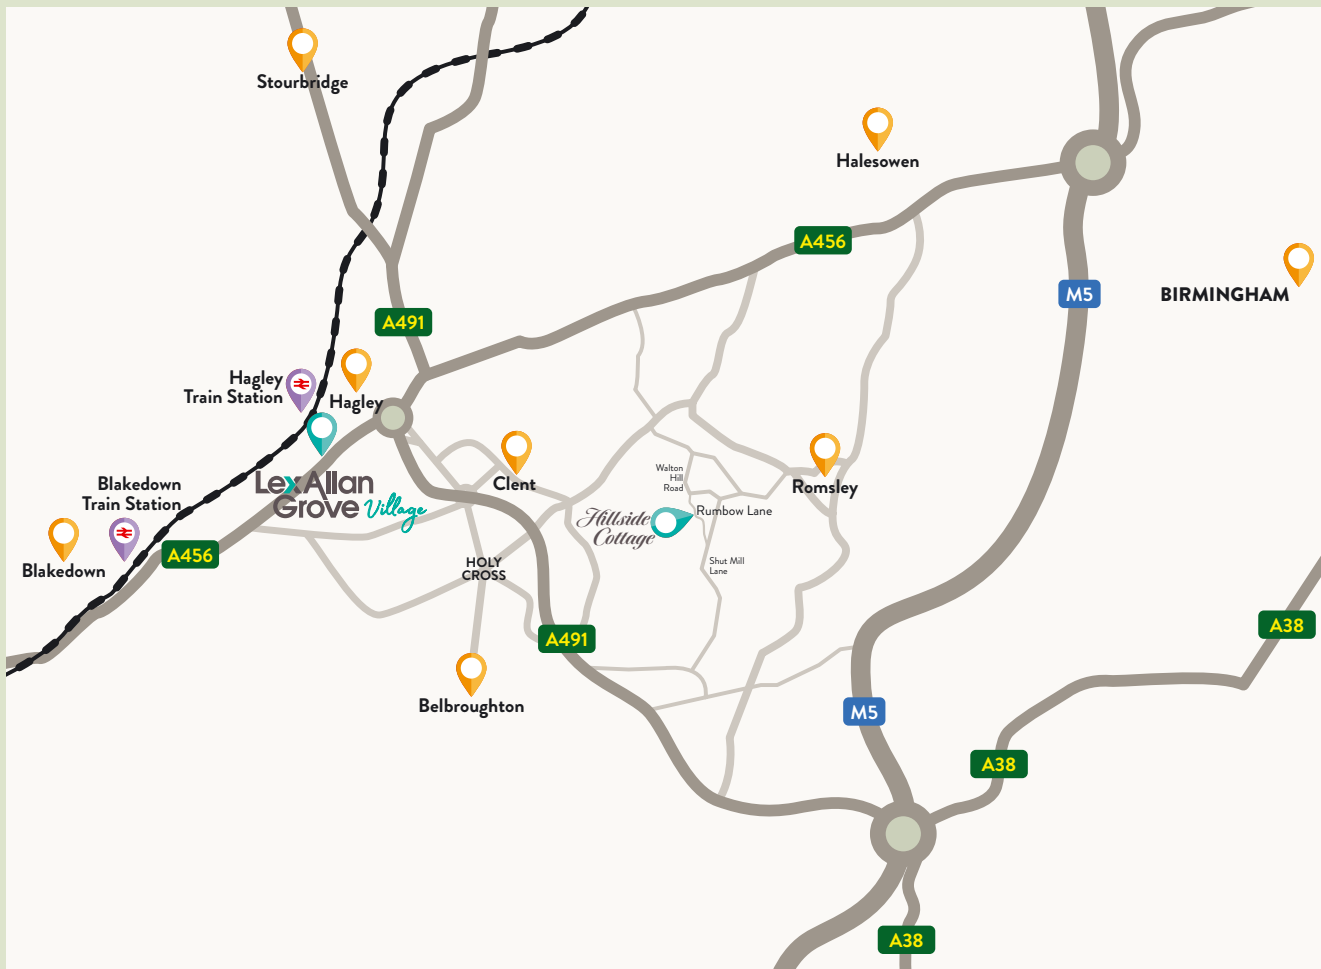 Stourbridge
Halesowen
A456
BIRMINGHAM
M5
A491
Hagley
Train Station
Hagley
Clent
Walton
Hill
Road
Romsley
LexAllan
Grove Village
Blakedown
Train Station
Hillside
Cottage
Rumbow Lane
A456
Blakedown
HOLY
CROSS
Shut Mill
Lane
A491
A38
Belbroughton
M5
A38
A38